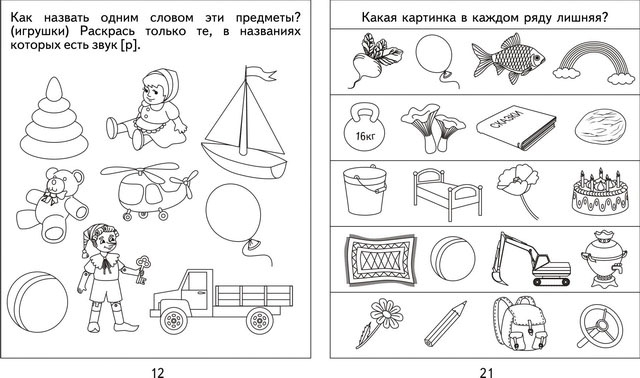 Как назвать одним словом эти предметы?
(игрушки) Раскрась только те, в названиях
которых есть звук [р].
12
Какая картинка в каждом ряду лишняя?
16кг
СКАЗКИ
21